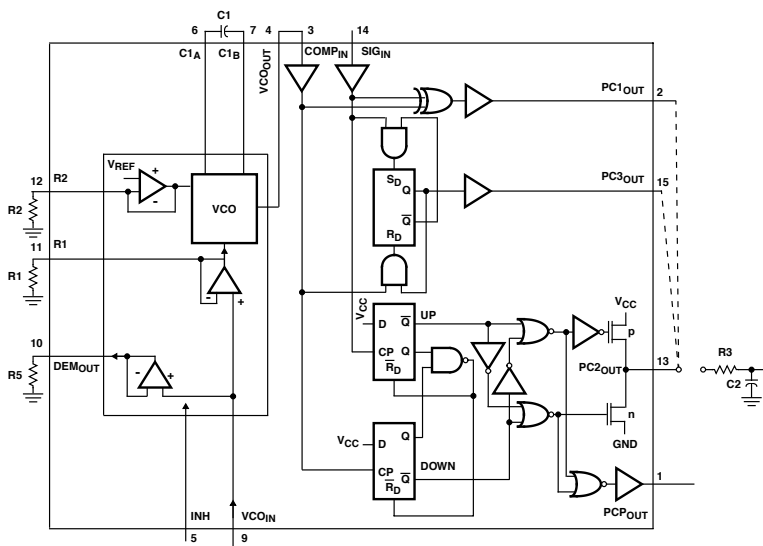 C1
6 7 4 3 14
C1A C1B VCOOUT COMPIN SIGIN
PC1OUT 2
VREF
+
-
12 R2
R2
VCO
SD
Q
Q
RD
PC3OUT 15
11 R1
R1
-
+
VCC
D Q UP
CP Q
RD
VCC
p
10
DEMOUT
R5
-
+
PC2OUT 13
R3
C2
n
GND
VCC D Q
CP Q DOWN
RD
1
PCPOUT
INH VCOIN
5 9